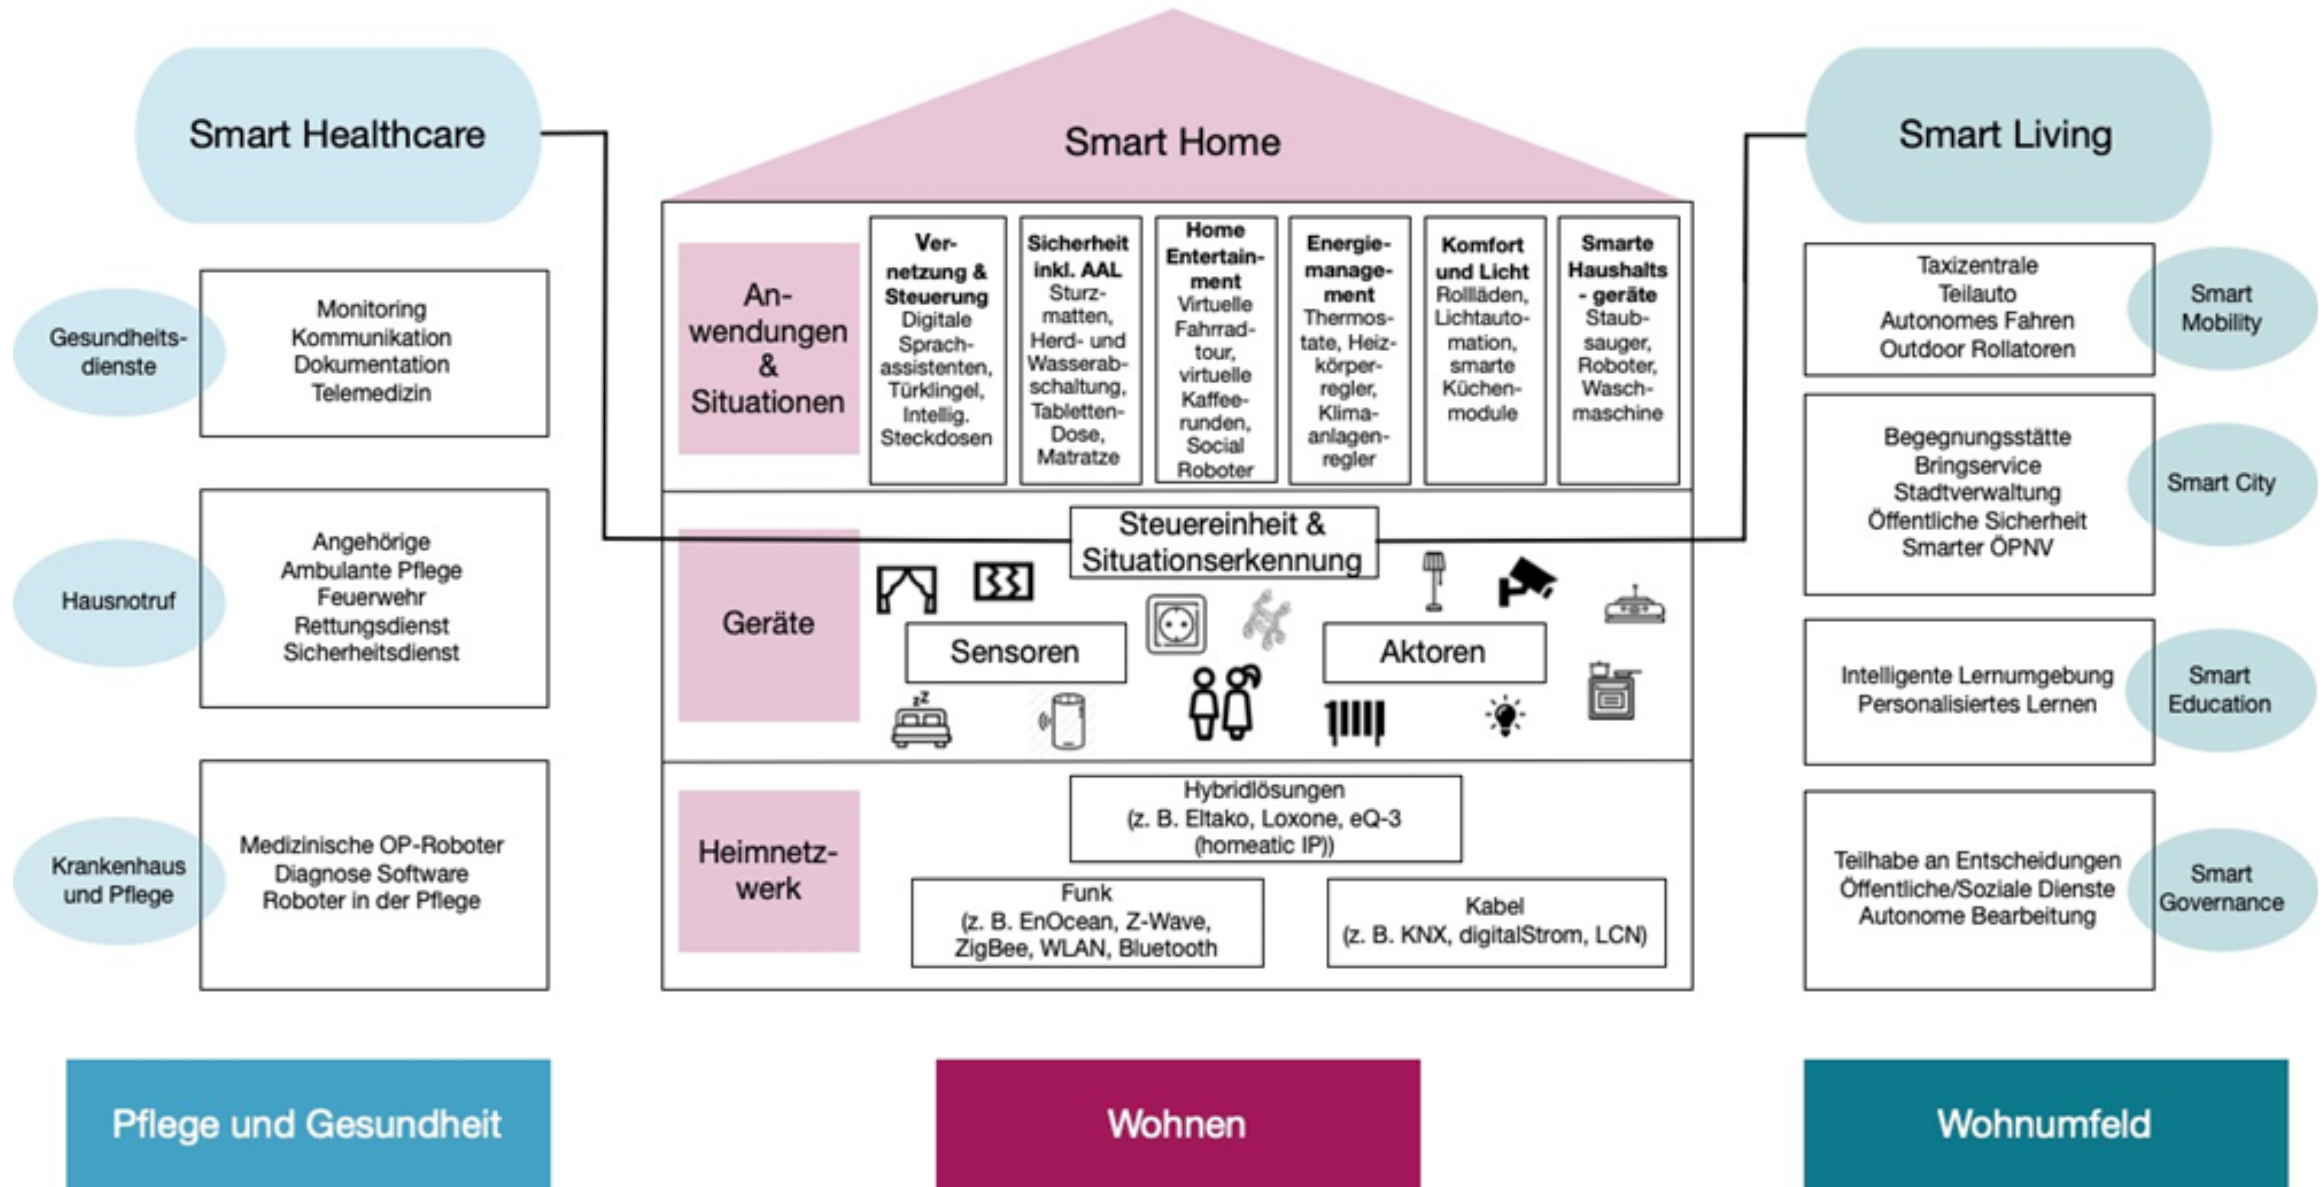 Smart Healthcare
Gesundheits-
dienste
Monitoring
Kommunikation
Dokumentation
Telemedizin
Hausnotruf
Angehörige
Ambulante Pflege
Feuerwehr
Rettungsdienst
Sicherheitsdienst
Krankenhaus
und Pflege
Medizinische OP-Roboter
Diagnose Software
Roboter in der Pflege
Pflege und Gesundheit
Smart Home
An-
wendungen
&
Situationen
Ver-
netzung &
Steuerung
Digitale
Sprach-
assistenten,
Türklingel,
Intellig.
Steckdosen
Sicherheit
inkl. AAL
Sturz-
matten,
Herd- und
Wasserab-
schaltung,
Tabletten-
Dose,
Matratze
Home
Entertain-
ment
Virtuelle
Fahrrad-
tour,
virtuelle
Kaffee-
runden,
Social
Roboter
Energie-
manage-
ment
Thermos-
tate, Heiz-
körper-
regler,
Klima-
anlagen-
regler
Komfort
und Licht
Rollläden,
Lichtauto-
mation,
smarte
Küchen-
module
Smarte
Haushalts
- geräte
Staub-
sauger,
Roboter,
Wasch-
maschine
Geräte
Steuereinheit &
Situationserkennung
Sensoren
Aktoren
zZ
Heimnetz-
werk
Hybridlösungen
(z. B. Eltako, Loxone, eQ-3
(homeatic IP))
Funk
(z. B. EnOcean, Z-Wave,
ZigBee, WLAN, Bluetooth
Kabel
(z. B. KNX, digitalStrom, LCN)
Wohnen
Smart Living
Taxizentrale
Teilauto
Autonomes Fahren
Outdoor Rollatoren
Smart
Mobility
Begegnungsstätte
Bringservice
Stadtverwaltung
Öffentliche Sicherheit
Smarter ÖPNV
Smart City
Intelligente Lernumgebung
Personalisiertes Lernen
Smart
Education
Teilhabe an Entscheidungen
Öffentliche/Soziale Dienste
Autonome Bearbeitung
Smart
Governance
Wohnumfeld